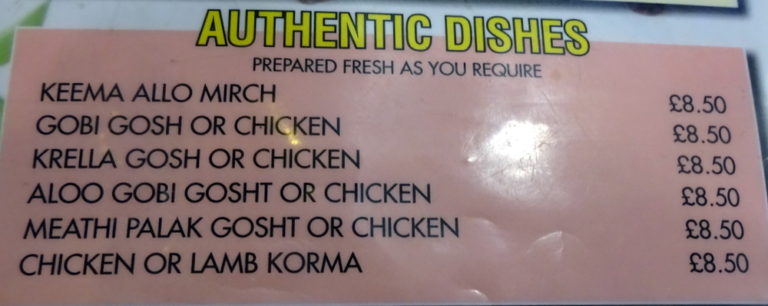 AUTHENTIC DISHES
PREPARED FRESH AS YOU REQUIRE
KEEMA ALLO MIRCH £8.50
GOBI GOSH OR CHICKEN £8.50
KRELLA GOSH OR CHICKEN £8.50
ALOO GOBI GOSHT OR CHICKEN £8.50
MEATHI PALAK GOSHT OR CHICKEN £8.50
CHICKEN OR LAMB KORMA £8.50